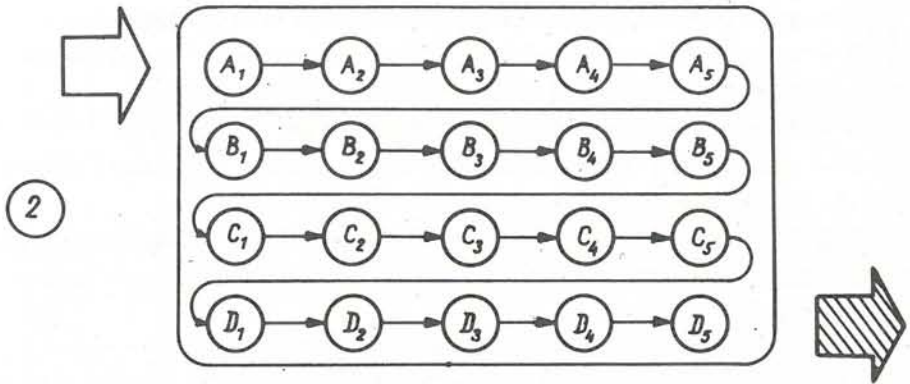 A₁ A₂ A₃ A₄ A₅
B₁ B₂ B₃ B₄ B₅
2
C₁ C₂ C₃ C₄ C₅
D₁ D₂ D₃ D₄ D₅